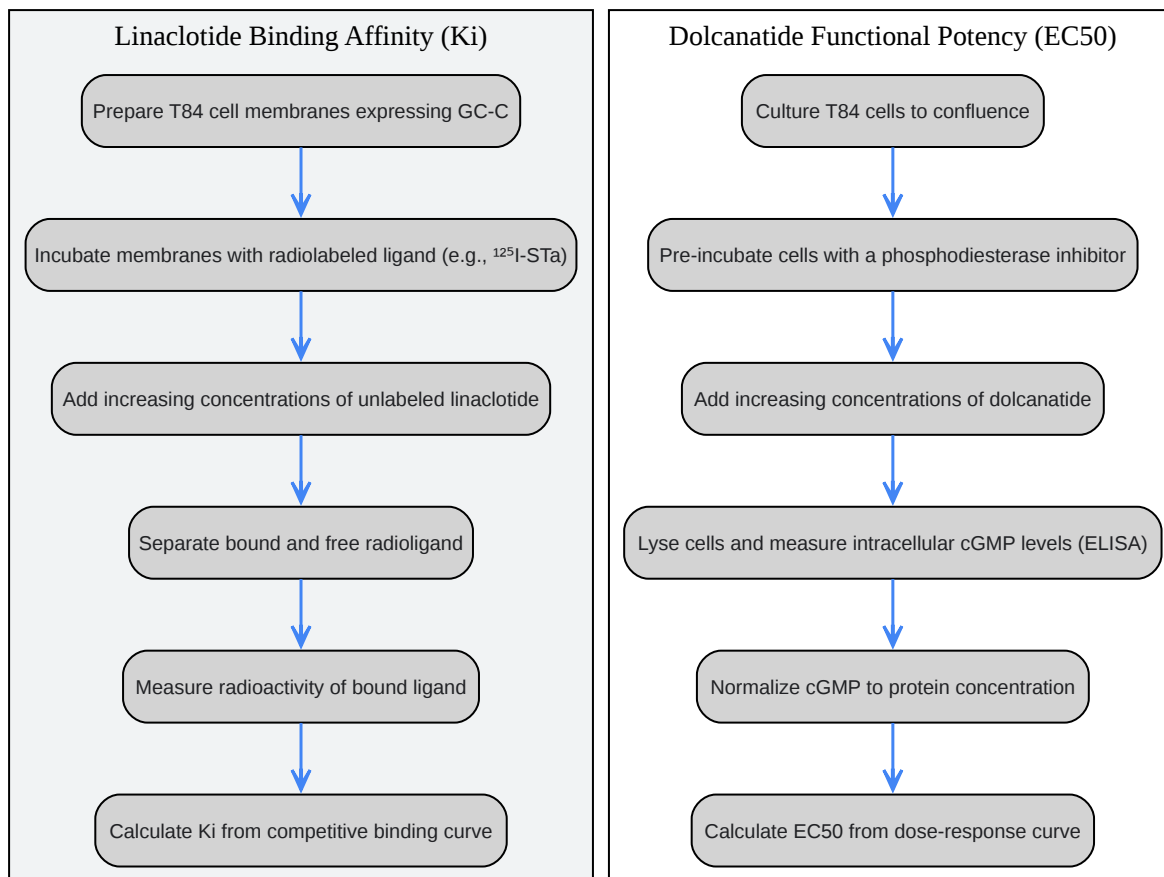 Linaclotide Binding Affinity (Ki)
Prepare T84 cell membranes expressing GC-C
Incubate membranes with radiolabeled ligand (e.g., ¹²⁵I-STa)
Add increasing concentrations of unlabeled linaclotide
Separate bound and free radioligand
Measure radioactivity of bound ligand
Calculate Ki from competitive binding curve
Dolcanatide Functional Potency (EC50)
Culture T84 cells to confluence
Pre-incubate cells with a phosphodiesterase inhibitor
Add increasing concentrations of dolcanatide
Lyse cells and measure intracellular cGMP levels (ELISA)
Normalize cGMP to protein concentration
Calculate EC50 from dose-response curve